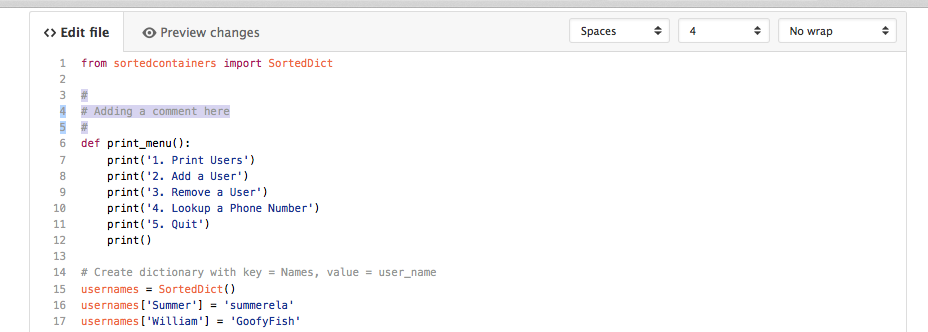 <> Edit file Preview changes Spaces 4 No wrap
1 from sortedcontainers import SortedDict
2
3 #
4 # Adding a comment here
5 #
6 def print_menu():
7     print('1. Print Users')
8     print('2. Add a User')
9     print('3. Remove a User')
10     print('4. Lookup a Phone Number')
11     print('5. Quit')
12     print()
13
14 # Create dictionary with key = Names, value = user_name
15 usernames = SortedDict()
16 usernames['Summer'] = 'summerela'
17 usernames['William'] = 'GoofyFish'